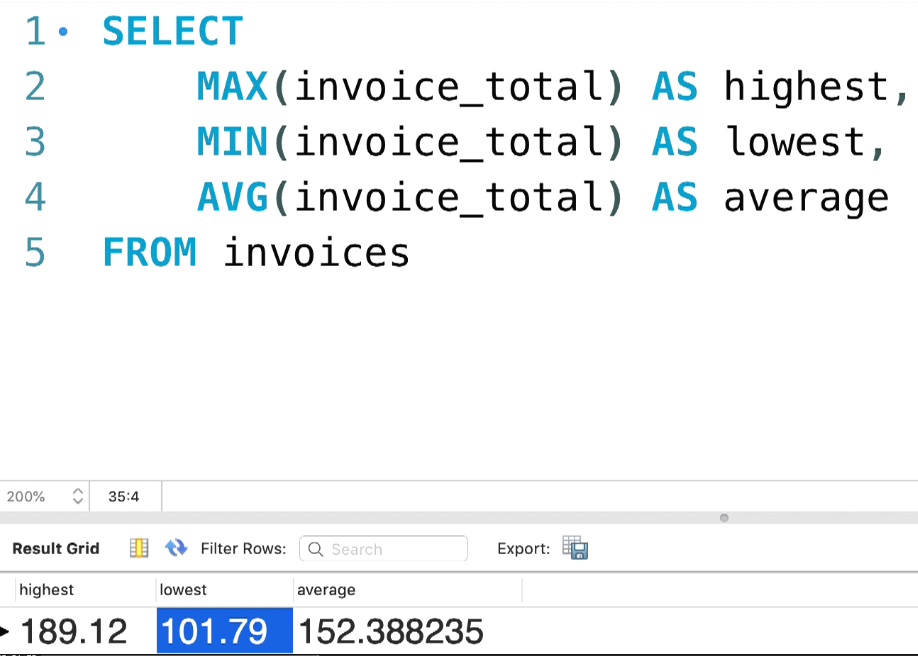 1 SELECT
2 MAX(invoice_total) AS highest,
3 MIN(invoice_total) AS lowest,
4 AVG(invoice_total) AS average
5 FROM invoices
200% 35:4
Result Grid Filter Rows: Search Export:
highest lowest average
189.12 101.79 152.388235